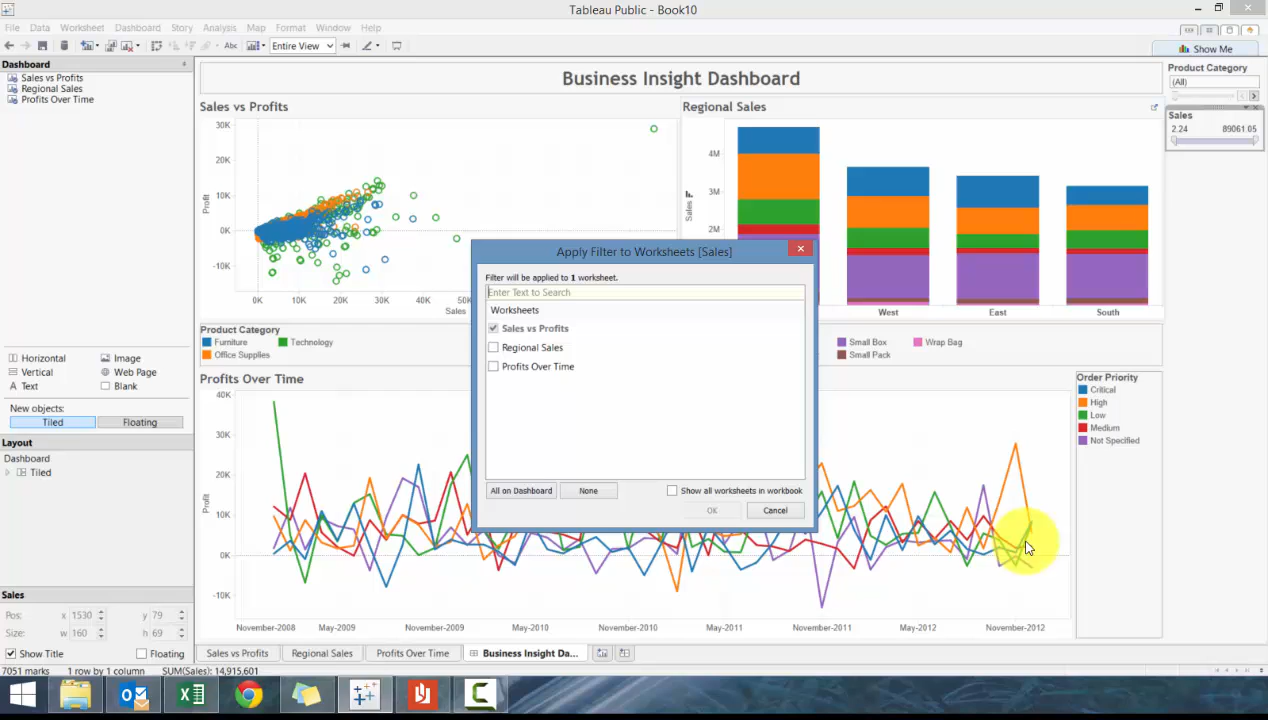 Tableau Public - Book10
File Data Worksheet Dashboard Story Analysis Map Format Window Help
Abc Entire View
Show Me
Dashboard
Sales vs Profits
Regional Sales
Profits Over Time
Horizontal Image
Vertical Web Page
Text Blank
New objects:
Tiled Floating
Layout
Dashboard
Tiled
Sales
Pos: x 1530 y 79
Size: w 160 h 69
Show Title Floating
Business Insight Dashboard
Sales vs Profits
30K
20K
10K
0K
-10K
Profit
0K 10K 20K 30K 40K 50K
Sales
Regional Sales
4M
3M
2M
Sales
West East South
Product Category
(All)
Sales
2.24 89061.05
Product Category
Furniture Technology
Office Supplies
Small Box Wrap Bag
Small Pack
Apply Filter to Worksheets [Sales]
Filter will be applied to 1 worksheet.
Enter Text to Search
Worksheets
Sales vs Profits
Regional Sales
Profits Over Time
All on Dashboard None Show all worksheets in workbook
OK Cancel
Profits Over Time
40K
30K
20K
10K
0K
-10K
Profit
November-2008 May-2009 November-2009 May-2010 November-2010 May-2011 November-2011 May-2012 November-2012
Order Priority
Critical
High
Low
Medium
Not Specified
Sales vs Profits Regional Sales Profits Over Time Business Insight Da...
7051 marks 1 row by 1 column SUM(Sales): 14,915,601